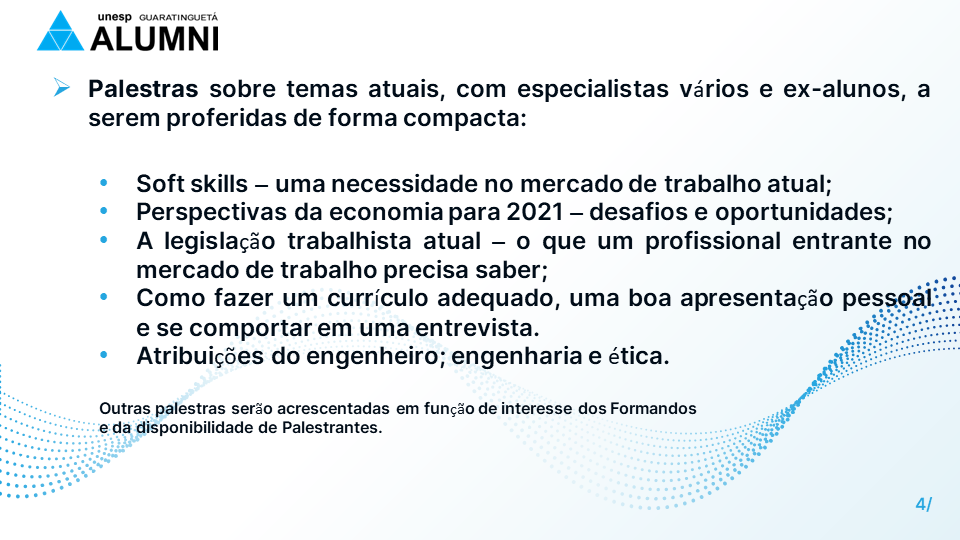 unesp GUARATINGUETÁ
ALUMNI
Palestras sobre temas atuais, com especialistas vários e ex-alunos, a
serem proferidas de forma compacta:
• Soft skills – uma necessidade no mercado de trabalho atual;
• Perspectivas da economia para 2021 – desafios e oportunidades;
• A legislação trabalhista atual – o que um profissional entrante no
mercado de trabalho precisa saber;
• Como fazer um currículo adequado, uma boa apresentação pessoal
e se comportar em uma entrevista.
• Atribuições do engenheiro; engenharia e ética.
Outras palestras serão acrescentadas em função de interesse dos Formandos
e da disponibilidade de Palestrantes.
4/